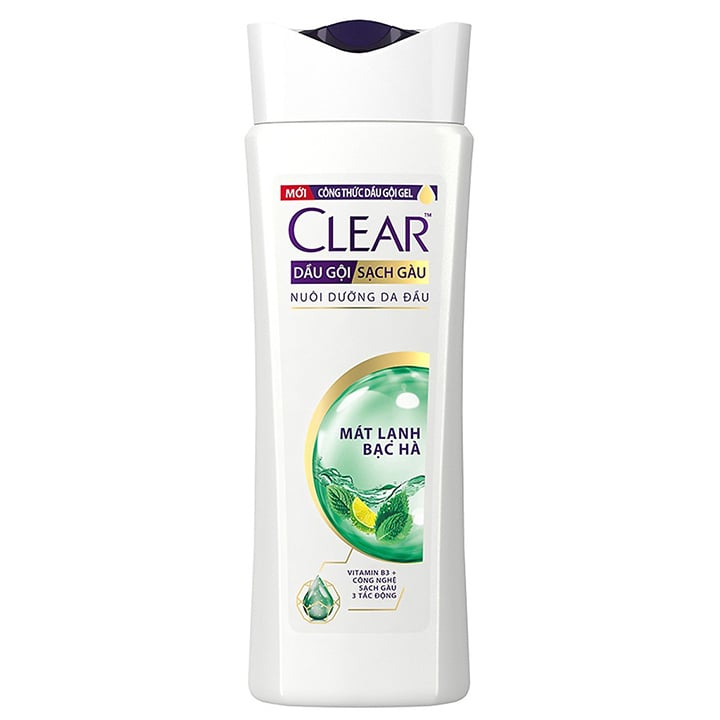 MỚI CÔNG THỨC DẦU GỘI GEL
CLEAR™
DẦU GỘI SẠCH GÀU
NUÔI DƯỠNG DA ĐẦU
MÁT LẠNH
BẠC HÀ
VITAMIN B3 +
CÔNG NGHỆ
SẠCH GÀU
3 TÁC ĐỘNG